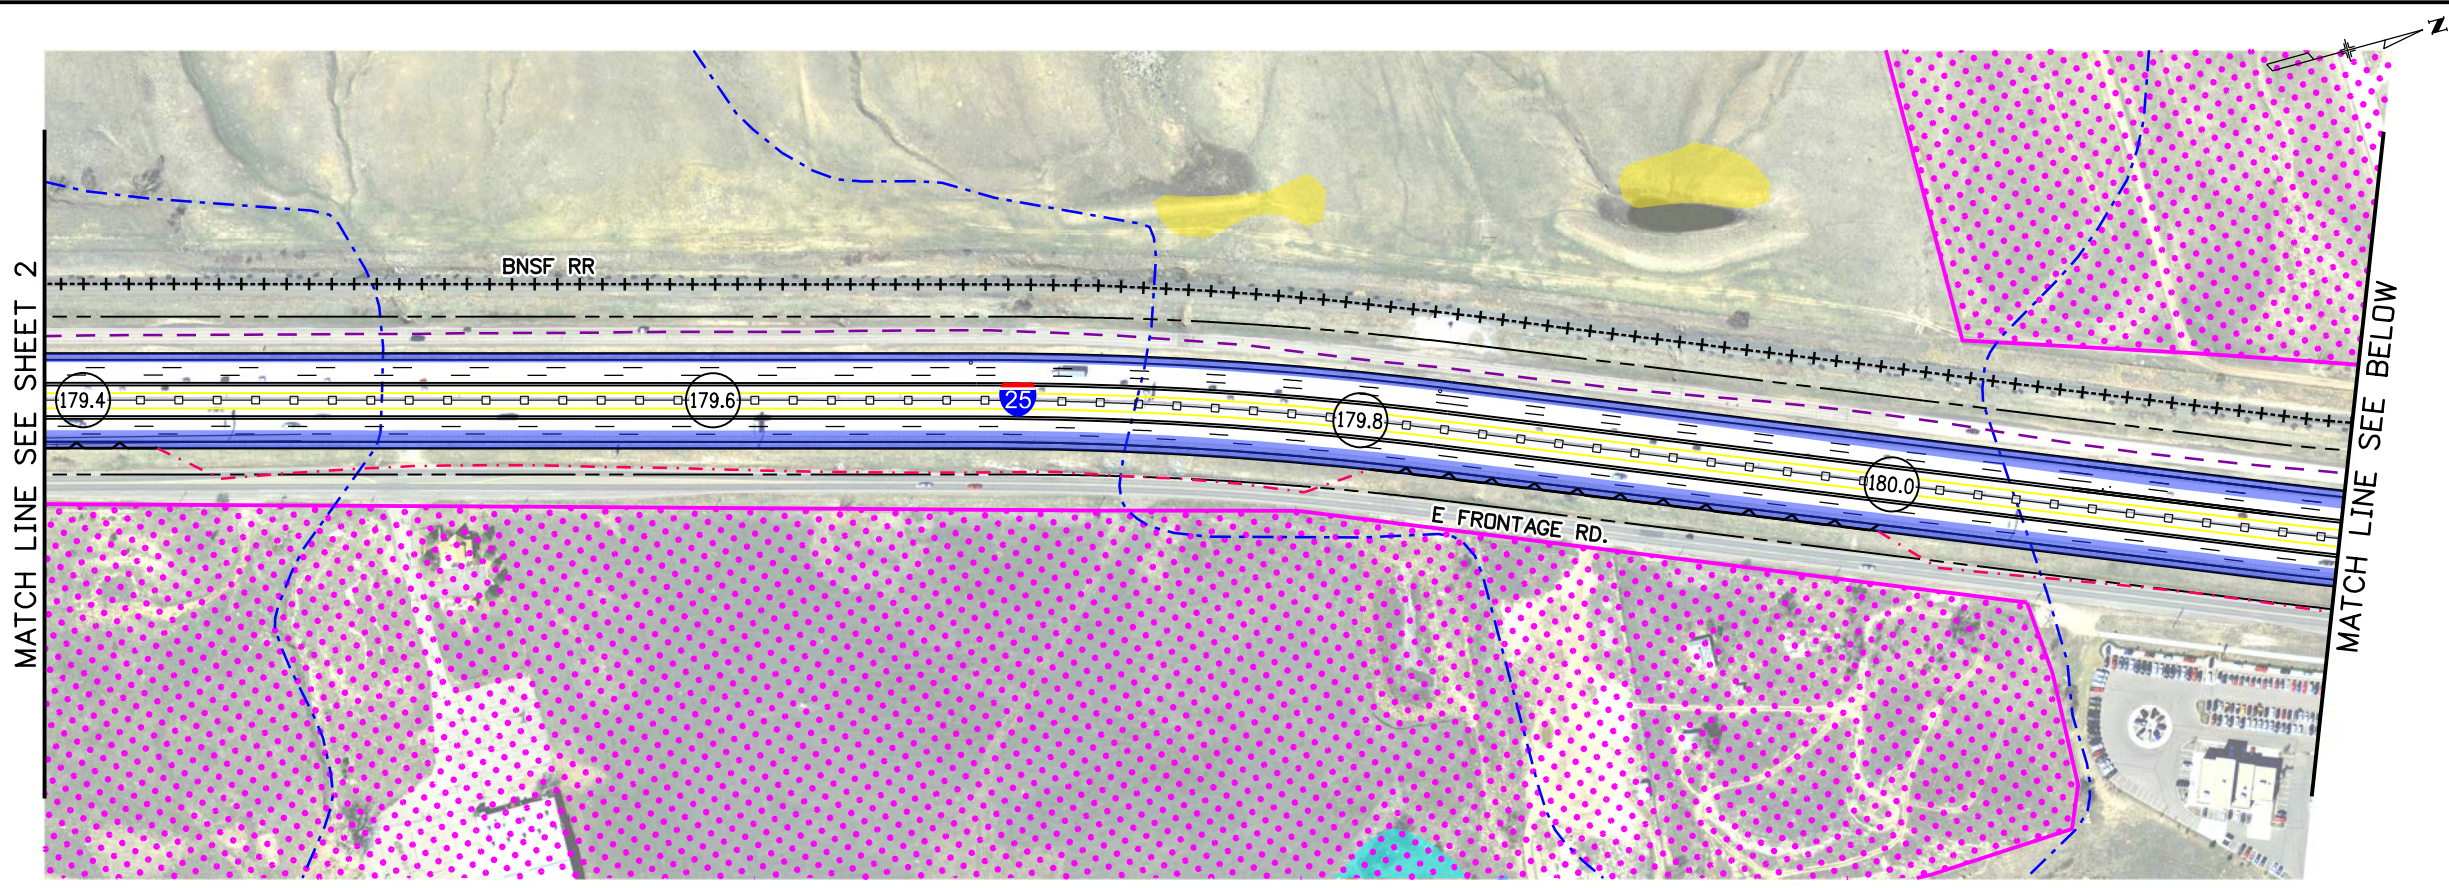 N
BNSF RR
MATCH LINE SEE SHEET 2
MATCH LINE SEE BELOW
179.4
179.6
25
179.8
180.0
E FRONTAGE RD.